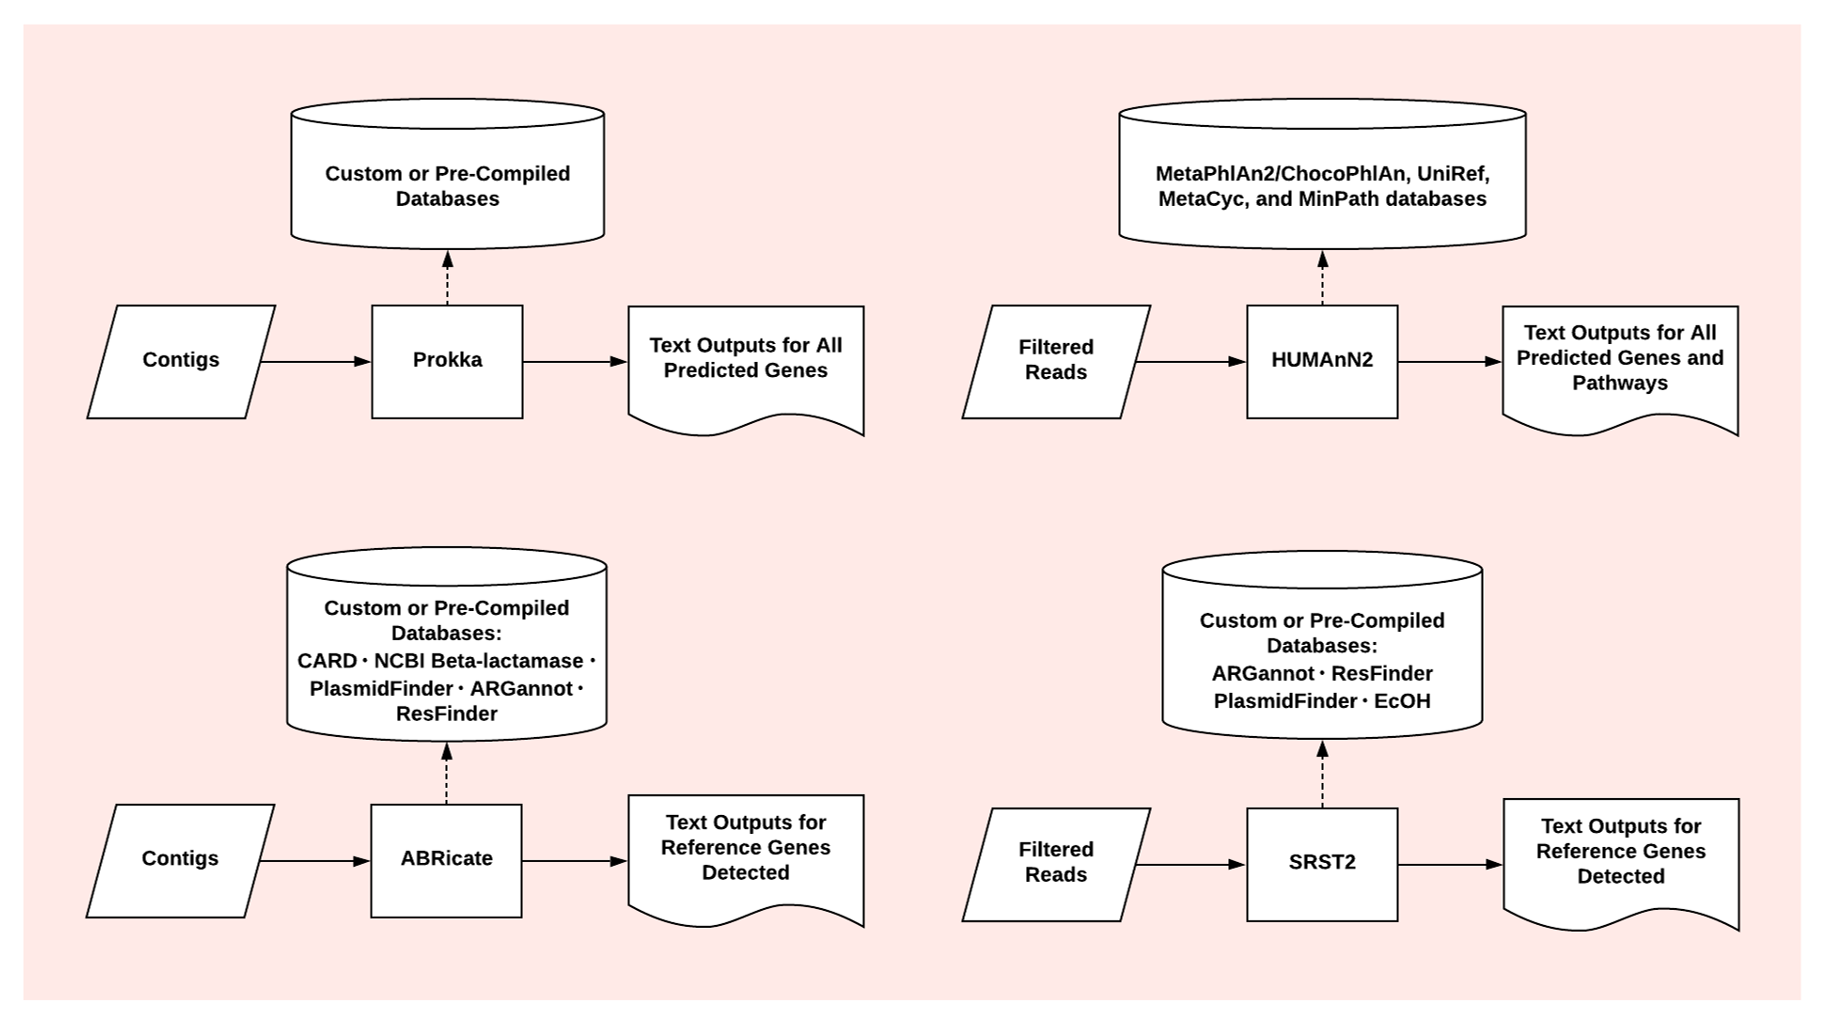 Custom or Pre-Compiled
Databases
Contigs
Prokka
Text Outputs for All
Predicted Genes
MetaPhlAn2/ChocoPhlAn, UniRef,
MetaCyc, and MinPath databases
Filtered
Reads
HUMAnN2
Text Outputs for All
Predicted Genes and
Pathways
Custom or Pre-Compiled
Databases:
CARD · NCBI Beta-lactamase ·
PlasmidFinder · ARGannot ·
ResFinder
Contigs
ABRicate
Text Outputs for
Reference Genes
Detected
Custom or Pre-Compiled
Databases:
ARGannot · ResFinder
PlasmidFinder · EcOH
Filtered
Reads
SRST2
Text Outputs for
Reference Genes
Detected